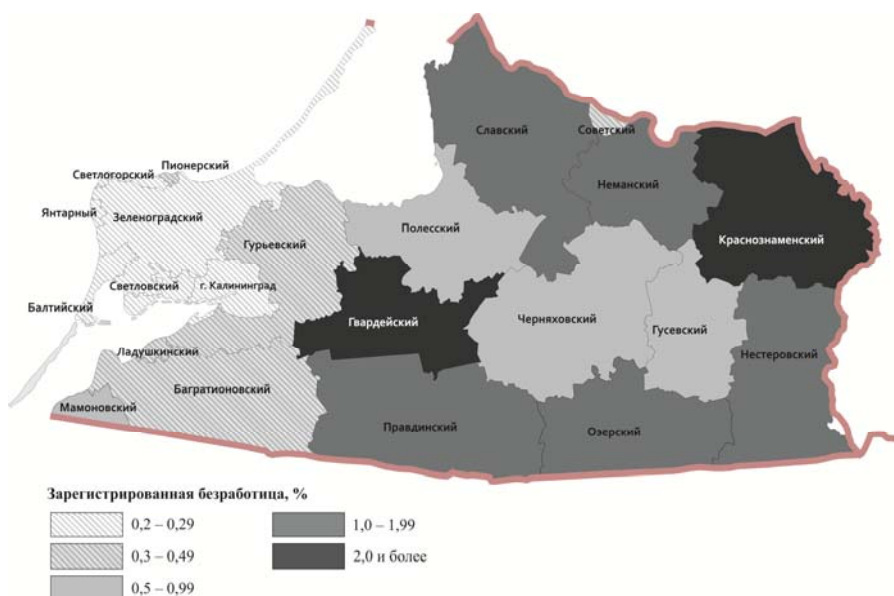 Славский
Советский
Неманский
Пионерский
Светлогорский
Янтарный
Зеленоградский
Краснознаменский
Полесский
Гурьевский
Светловский
г. Калининград
Балтийский
Гвардейский
Черняховский
Гусевский
Нестеровский
Ладушкинский
Багратионовский
Мамоновский
Правдинский
Озерский
Зарегистрированная безработица, %
0,2 – 0,29
1,0 – 1,99
0,3 – 0,49
2,0 и более
0,5 – 0,99